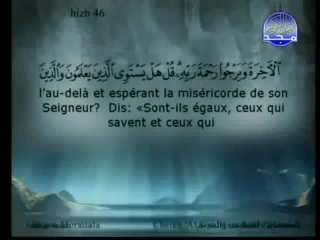 hizb 46
ٱلْـَٔاخِرَةَ وَيَرْجُوا۟ رَحْمَةَ رَبِّهِۦ ۗ قُلْ هَلْ يَسْتَوِى ٱلَّذِينَ يَعْلَمُونَ وَٱلَّذِينَ
l'au-delà et espérant la miséricorde de son
Seigneur? Dis: «Sont-ils égaux, ceux qui
savent et ceux qui